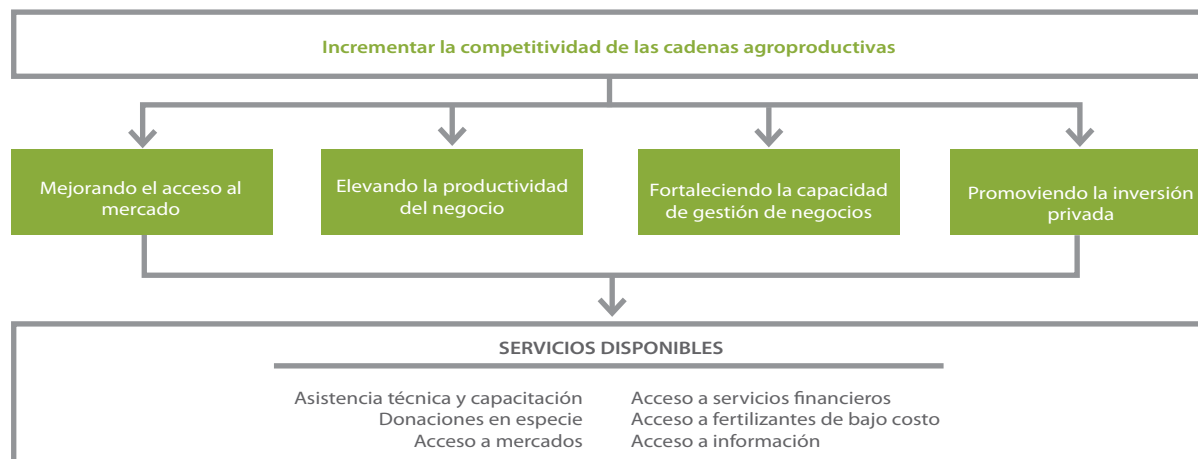 Incrementar la competitividad de las cadenas agroproductivas
Mejorando el acceso al
mercado
Elevando la productividad
del negocio
Fortaleciendo la capacidad
de gestión de negocios
Promoviendo la inversión
privada
SERVICIOS DISPONIBLES
Asistencia técnica y capacitación
Donaciones en especie
Acceso a mercados
Acceso a servicios financieros
Acceso a fertilizantes de bajo costo
Acceso a información